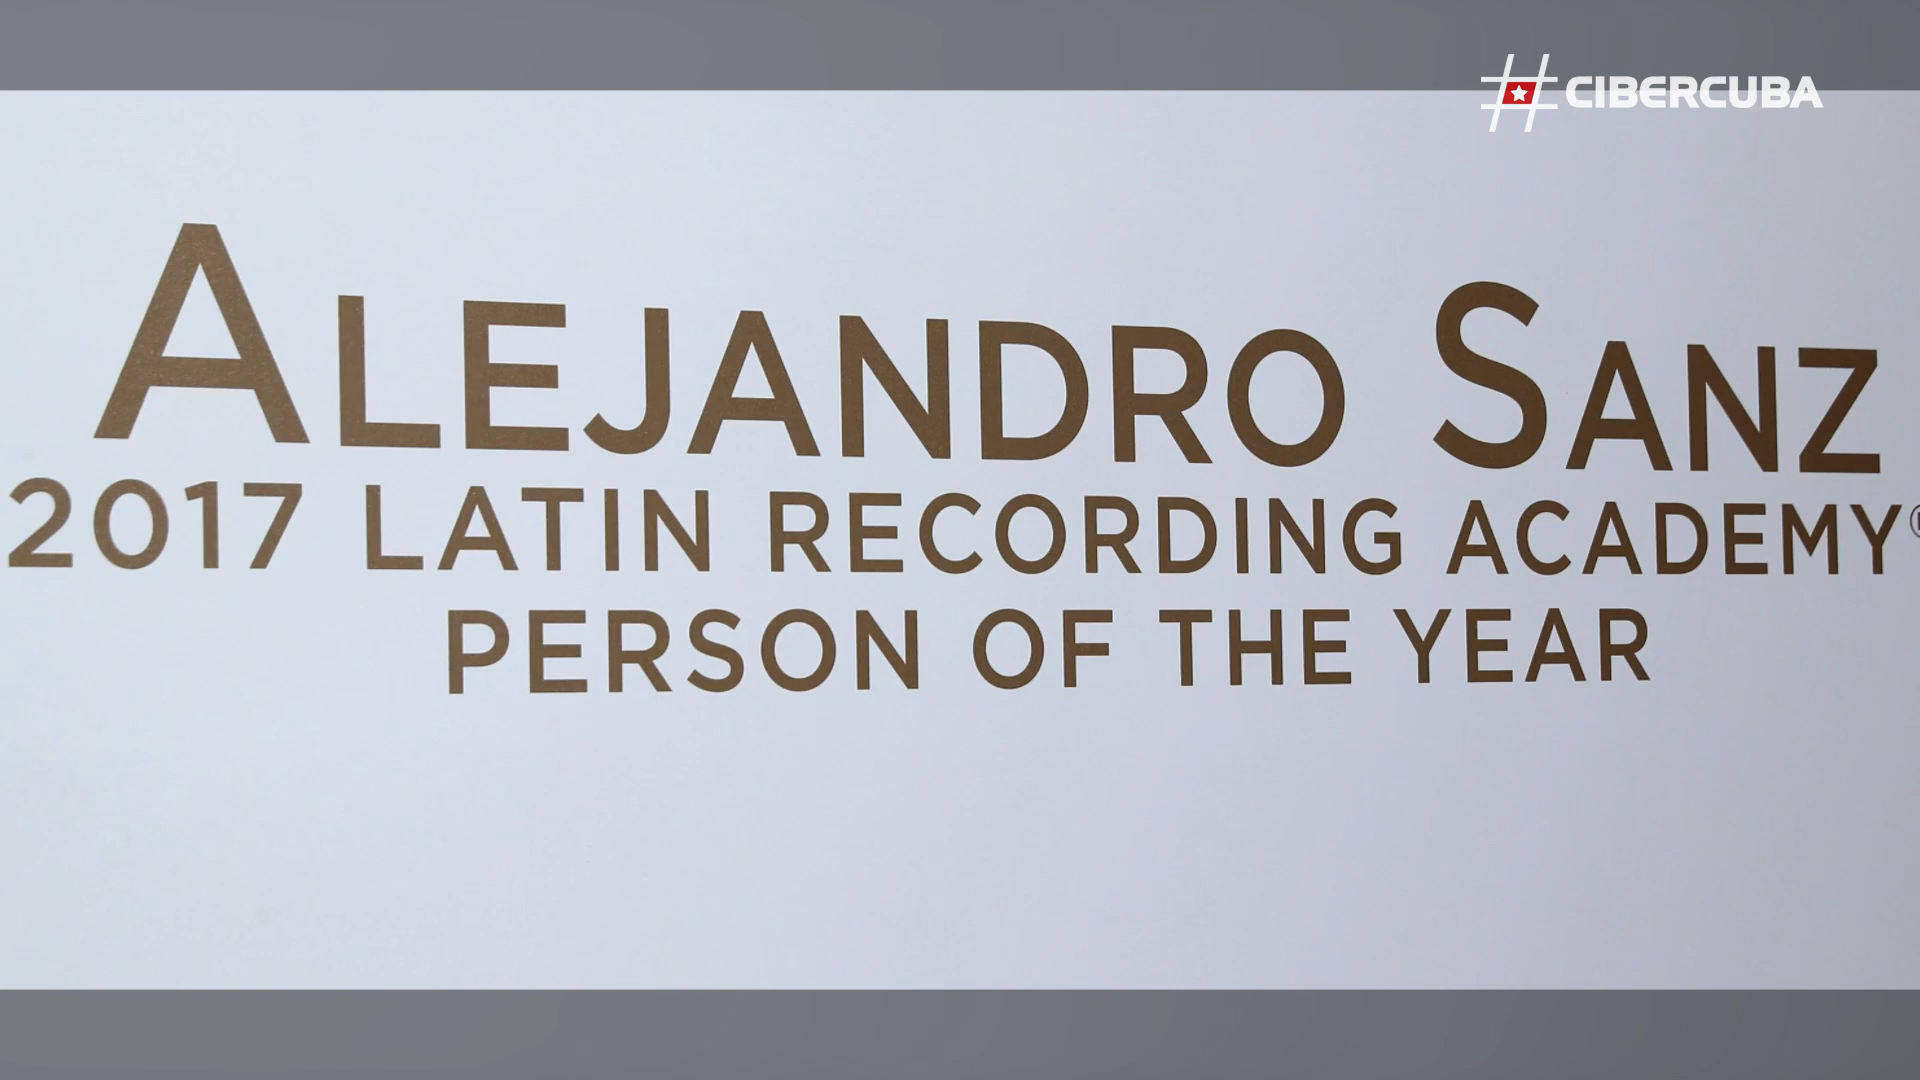 #CIBERCUBA
ALEJANDRO SANZ
2017 LATIN RECORDING ACADEMY®
PERSON OF THE YEAR